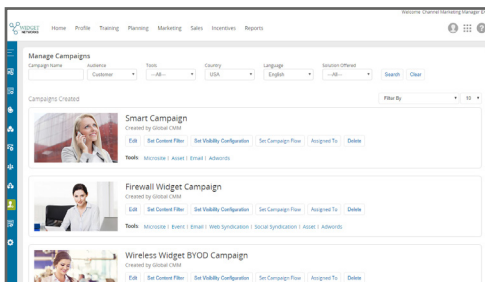 Welcome Channel Marketing Manager
WIDGET NETWORKS
Home Profile Training Planning Marketing Sales Incentives Reports
Manage Campaigns
Campaign Name Audience Tools Country Language Solution Offered
Customer ---All--- USA English ---All--- Search Clear
Campaigns Created Filter By 10
Smart Campaign
Created by Global CMM
Edit Set Content Filter Set Visibility Configuration Set Campaign Flow Assigned To Delete
Tools: Microsite | Asset | Email | Adwords
Firewall Widget Campaign
Created by Global CMM
Edit Set Content Filter Set Visibility Configuration Set Campaign Flow Assigned To Delete
Tools: Microsite | Event | Email | Web Syndication | Social Syndication | Asset | Adwords
Wireless Widget BYOD Campaign
Created by Global CMM
Edit Set Content Filter Set Visibility Configuration Set Campaign Flow Assigned To Delete